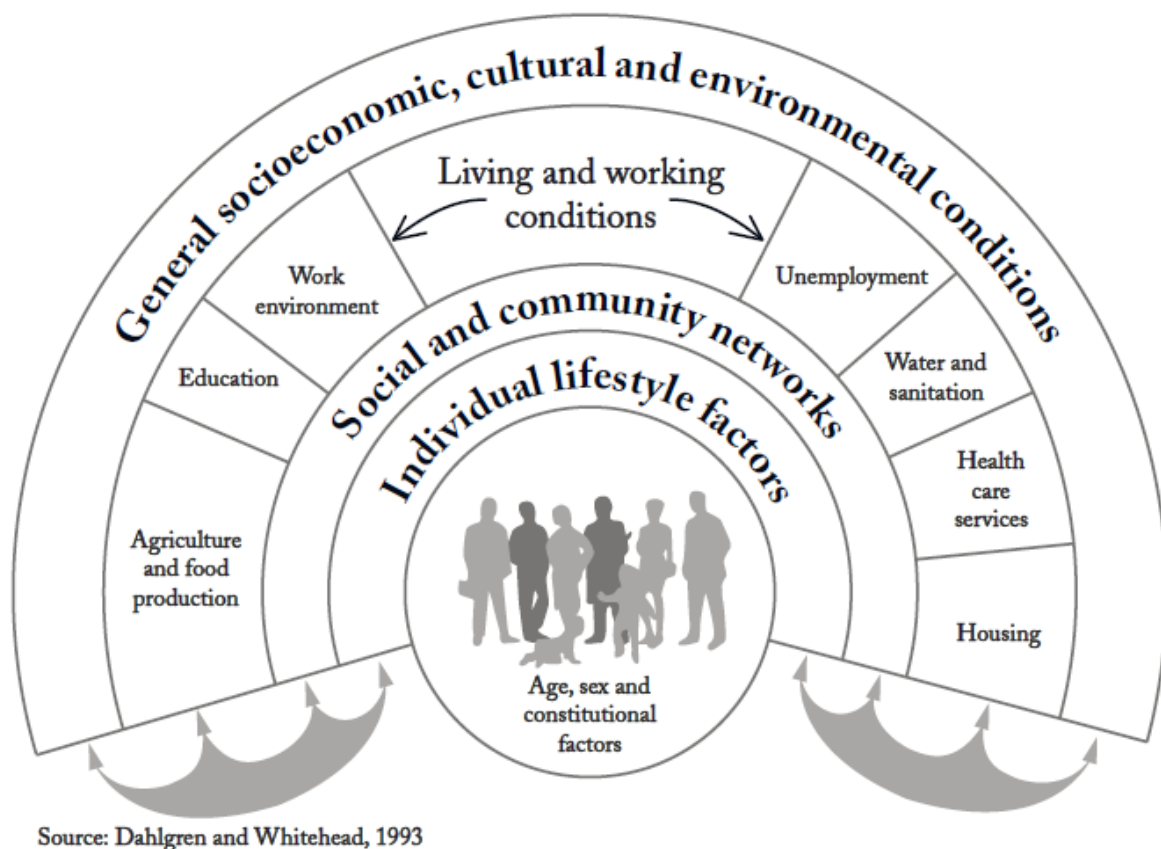 General socioeconomic, cultural and environmental conditions
Living and working
conditions
Work
environment
Unemployment
Education
Water and
sanitation
Agriculture
and food
production
Health
care
services
Housing
Social and community networks
Individual lifestyle factors
Age, sex and
constitutional
factors
Source: Dahlgren and Whitehead, 1993